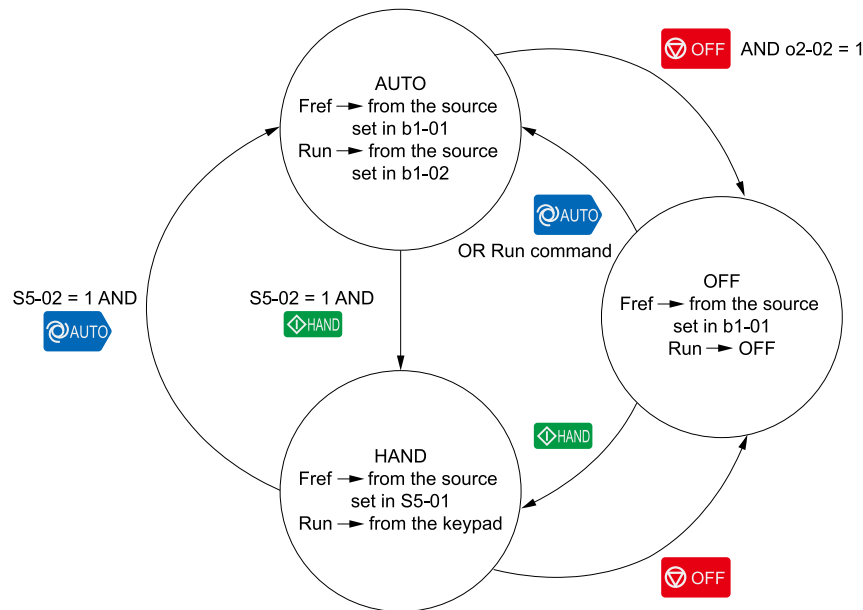 OFF AND o2-02 = 1
AUTO
Fref → from the source
set in b1-01
Run → from the source
set in b1-02
AUTO
OR Run command
S5-02 = 1 AND
AUTO
S5-02 = 1 AND
HAND
OFF
Fref → from the source
set in b1-01
Run → OFF
HAND
HAND
Fref → from the source
set in S5-01
Run → from the keypad
OFF